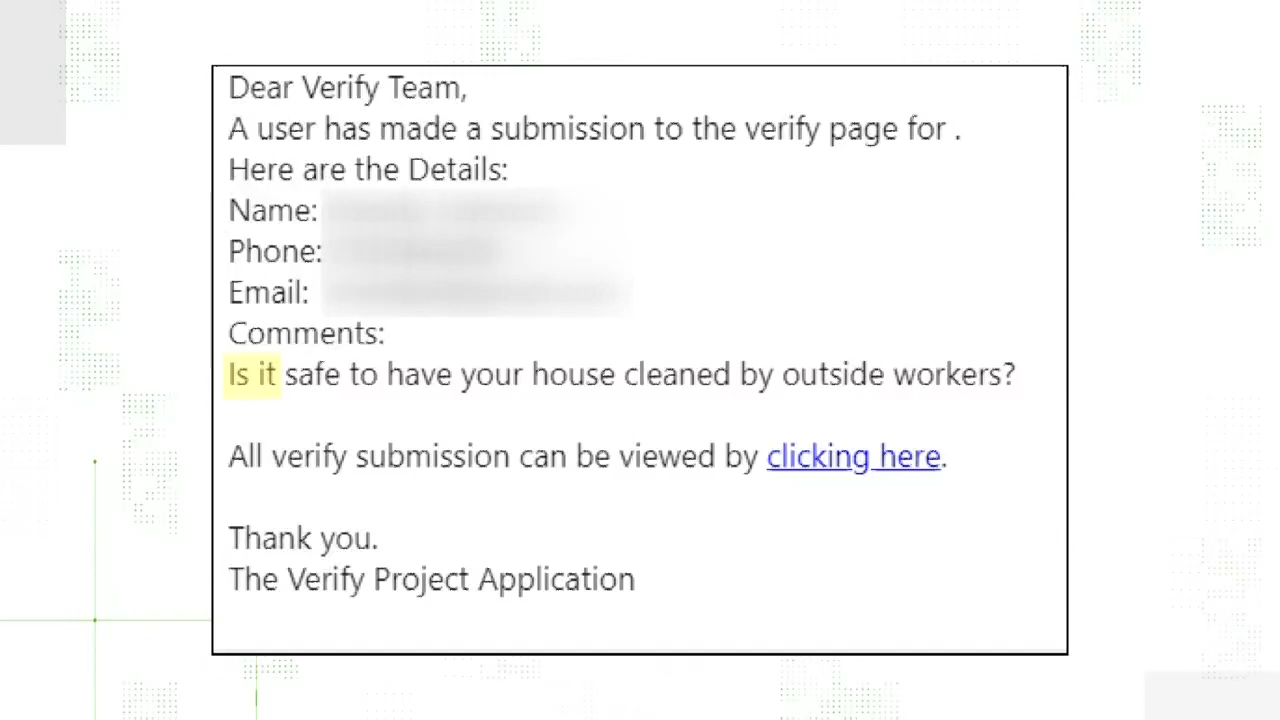 Dear Verify Team,
A user has made a submission to the verify page for .
Here are the Details:
Name:
Phone:
Email:
Comments:
Is it safe to have your house cleaned by outside workers?
All verify submission can be viewed by clicking here.
Thank you.
The Verify Project Application